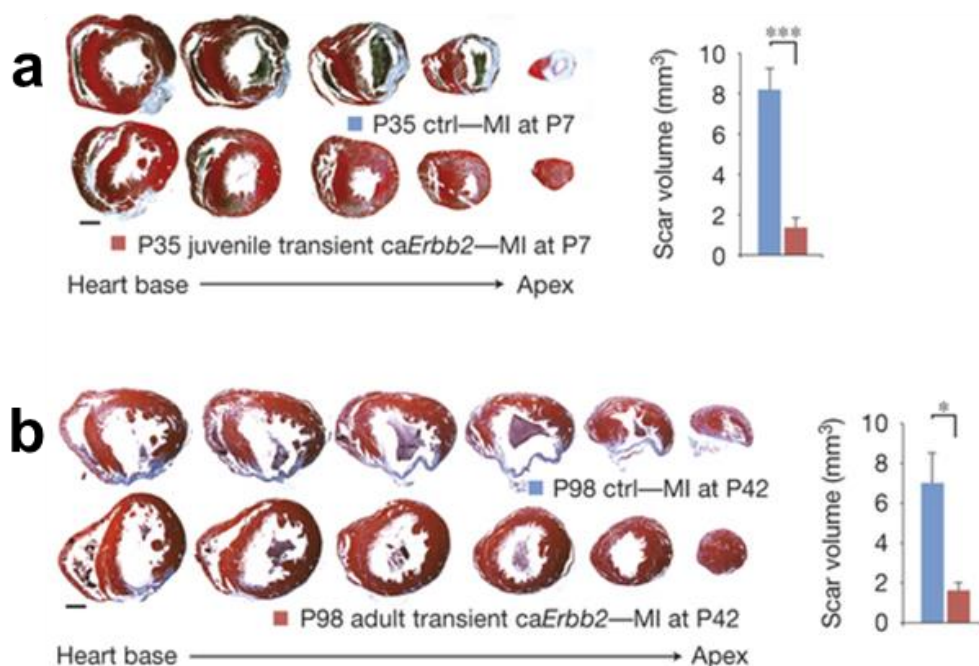 a
P35 ctrl—MI at P7
P35 juvenile transient caErbb2—MI at P7
Heart base
Apex
Scar volume (mm³)
10
8
6
4
2
0
***
b
P98 ctrl—MI at P42
P98 adult transient caErbb2—MI at P42
Heart base
Apex
Scar volume (mm³)
10
8
6
4
2
0
*